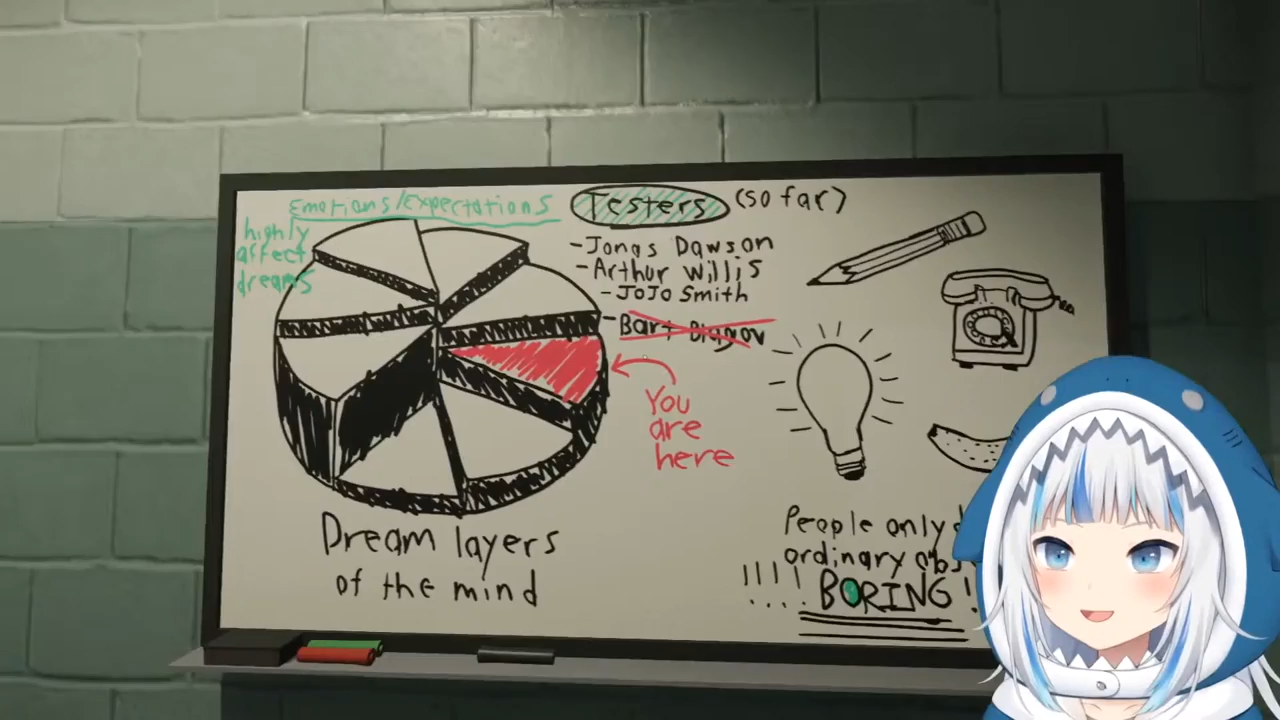 Emotions/Expectations
highly
affect
dreams
Testers (so far)
- Jonas Dawson
- Arthur Willis
- JoJo Smith
- Bart
You
are
here
Dream layers
of the mind
People only
ordinary
!!!! BORING !